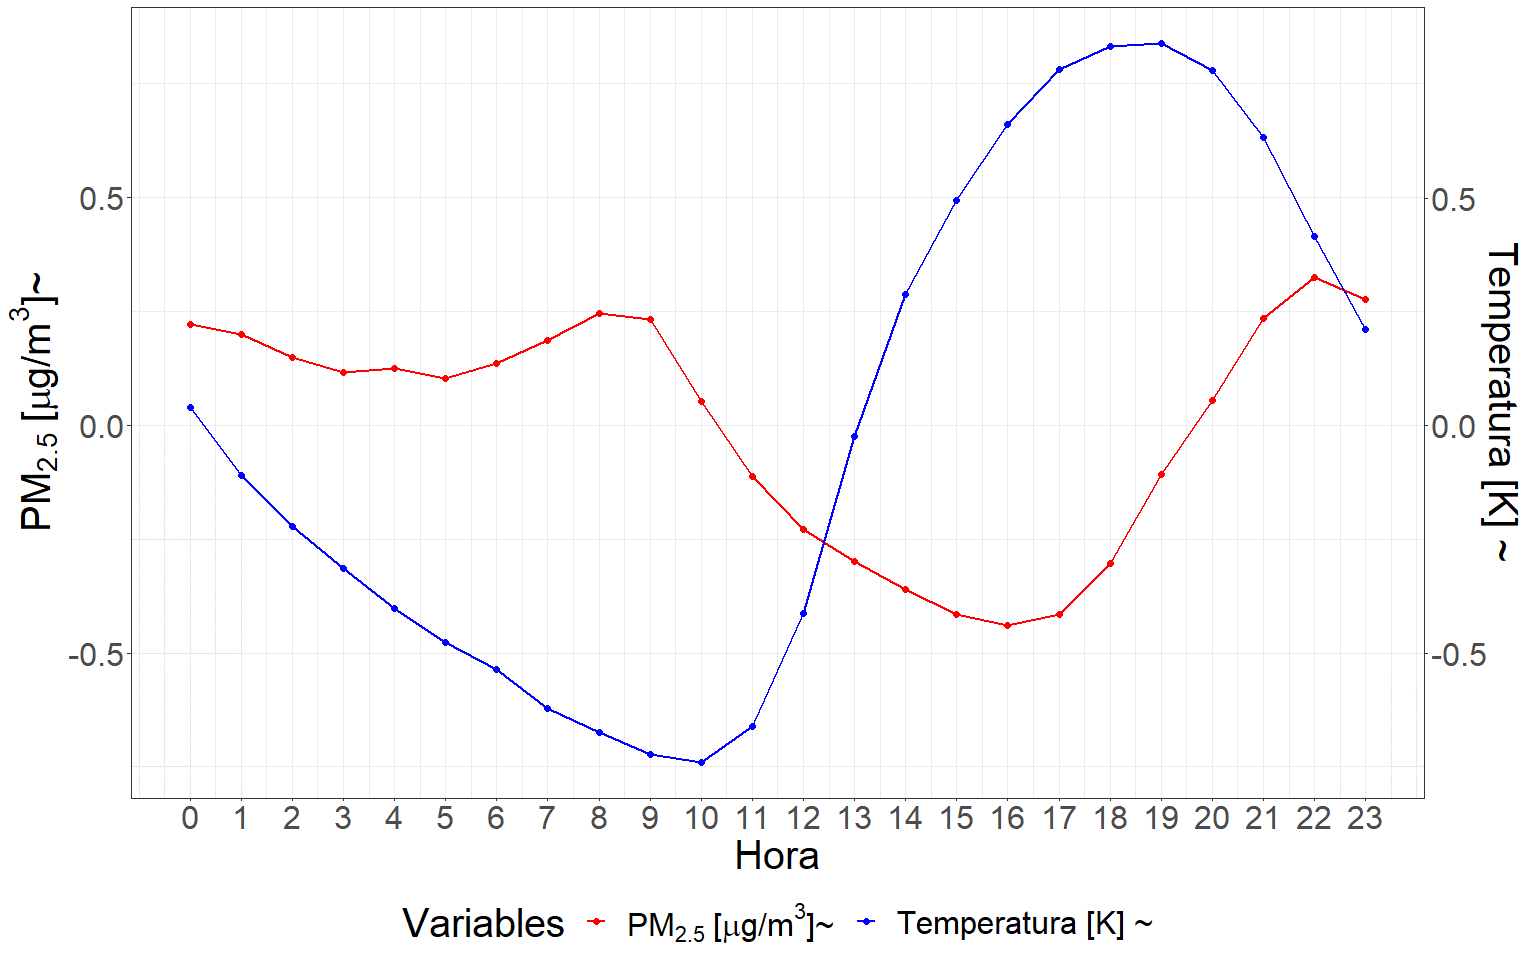 PM2.5 [μg/m³]~
0.5
0.0
-0.5
0.5
0.0
-0.5
Temperatura [K] ~
0 1 2 3 4 5 6 7 8 9 10 11 12 13 14 15 16 17 18 19 20 21 22 23
Hora
Variables PM2.5 [μg/m³]~ Temperatura [K] ~